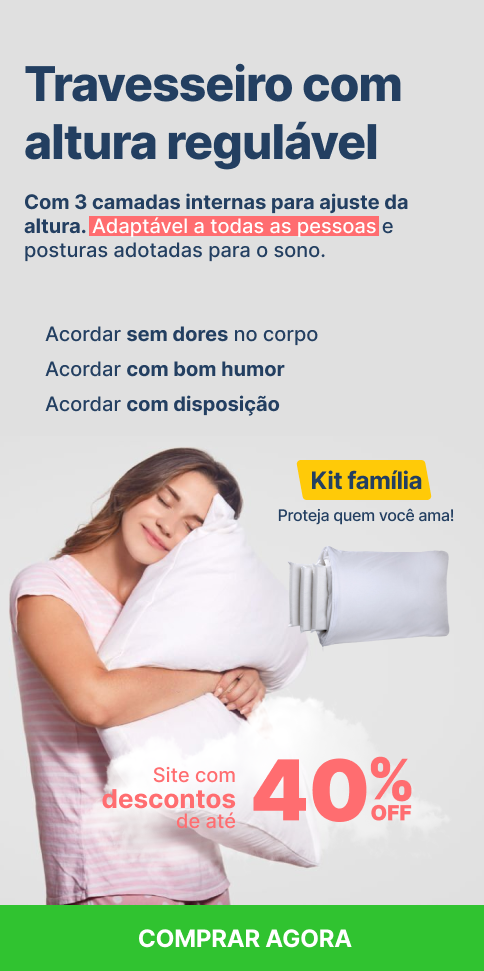 Travesseiro com
altura regulável
Com 3 camadas internas para ajuste da
altura. Adaptável a todas as pessoas e
posturas adotadas para o sono.
Acordar sem dores no corpo
Acordar com bom humor
Acordar com disposição
Kit família
Proteja quem você ama!
Site com
descontos
de até
40%
OFF
COMPRAR AGORA